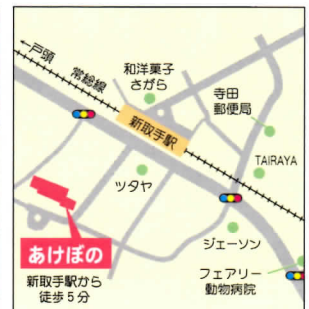 ←戸頭
常総線
和洋菓子
さがら
新取手駅
寺田
郵便局
TAIRAYA
ツタヤ
ジェーソン
あけぼの
新取手駅から
徒歩5分
フェアリー
動物病院